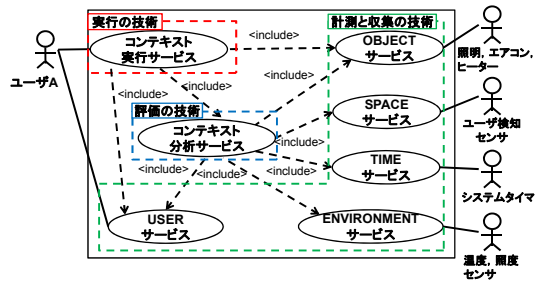 実行の技術
計測と収集の技術
コンテキスト
実行サービス
<include>
OBJECT
サービス
照明，エアコン，
ヒーター
ユーザA
<include>
<include>
<include>
評価の技術
コンテキスト
分析サービス
<include>
SPACE
サービス
ユーザ検知
センサ
<include>
<include>
<include>
TIME
サービス
システムタイマ
USER
サービス
ENVIRONMENT
サービス
温度，照度
センサ